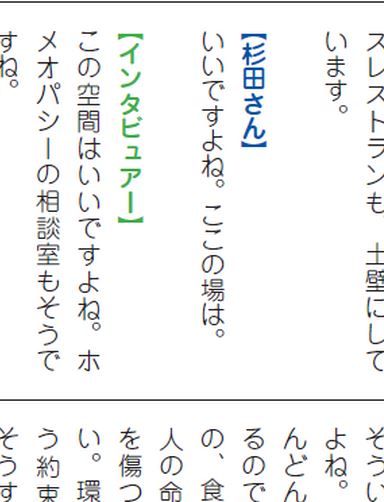 スレストランも、土壁にして
います。
【杉田さん】
いいですよね。ここの場は。
【インタビュアー】
この空間はいいですよね。ホ
メオパシーの相談室もそうで
すね。
そうい
よね。
んどん
るので
の、食
人の命
を傷つ
い。環
う約束
そうす